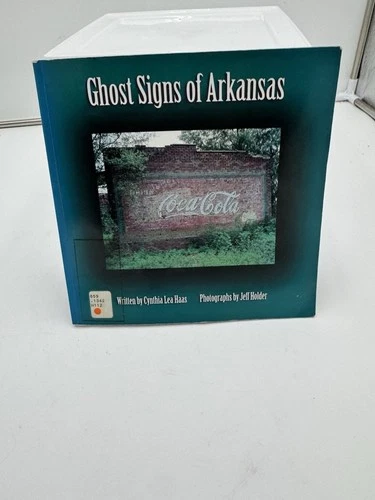 Ghost Signs of Arkansas
Coca-Cola
Written by Cynthia Lea Haas
Photographs by Jeff Holder